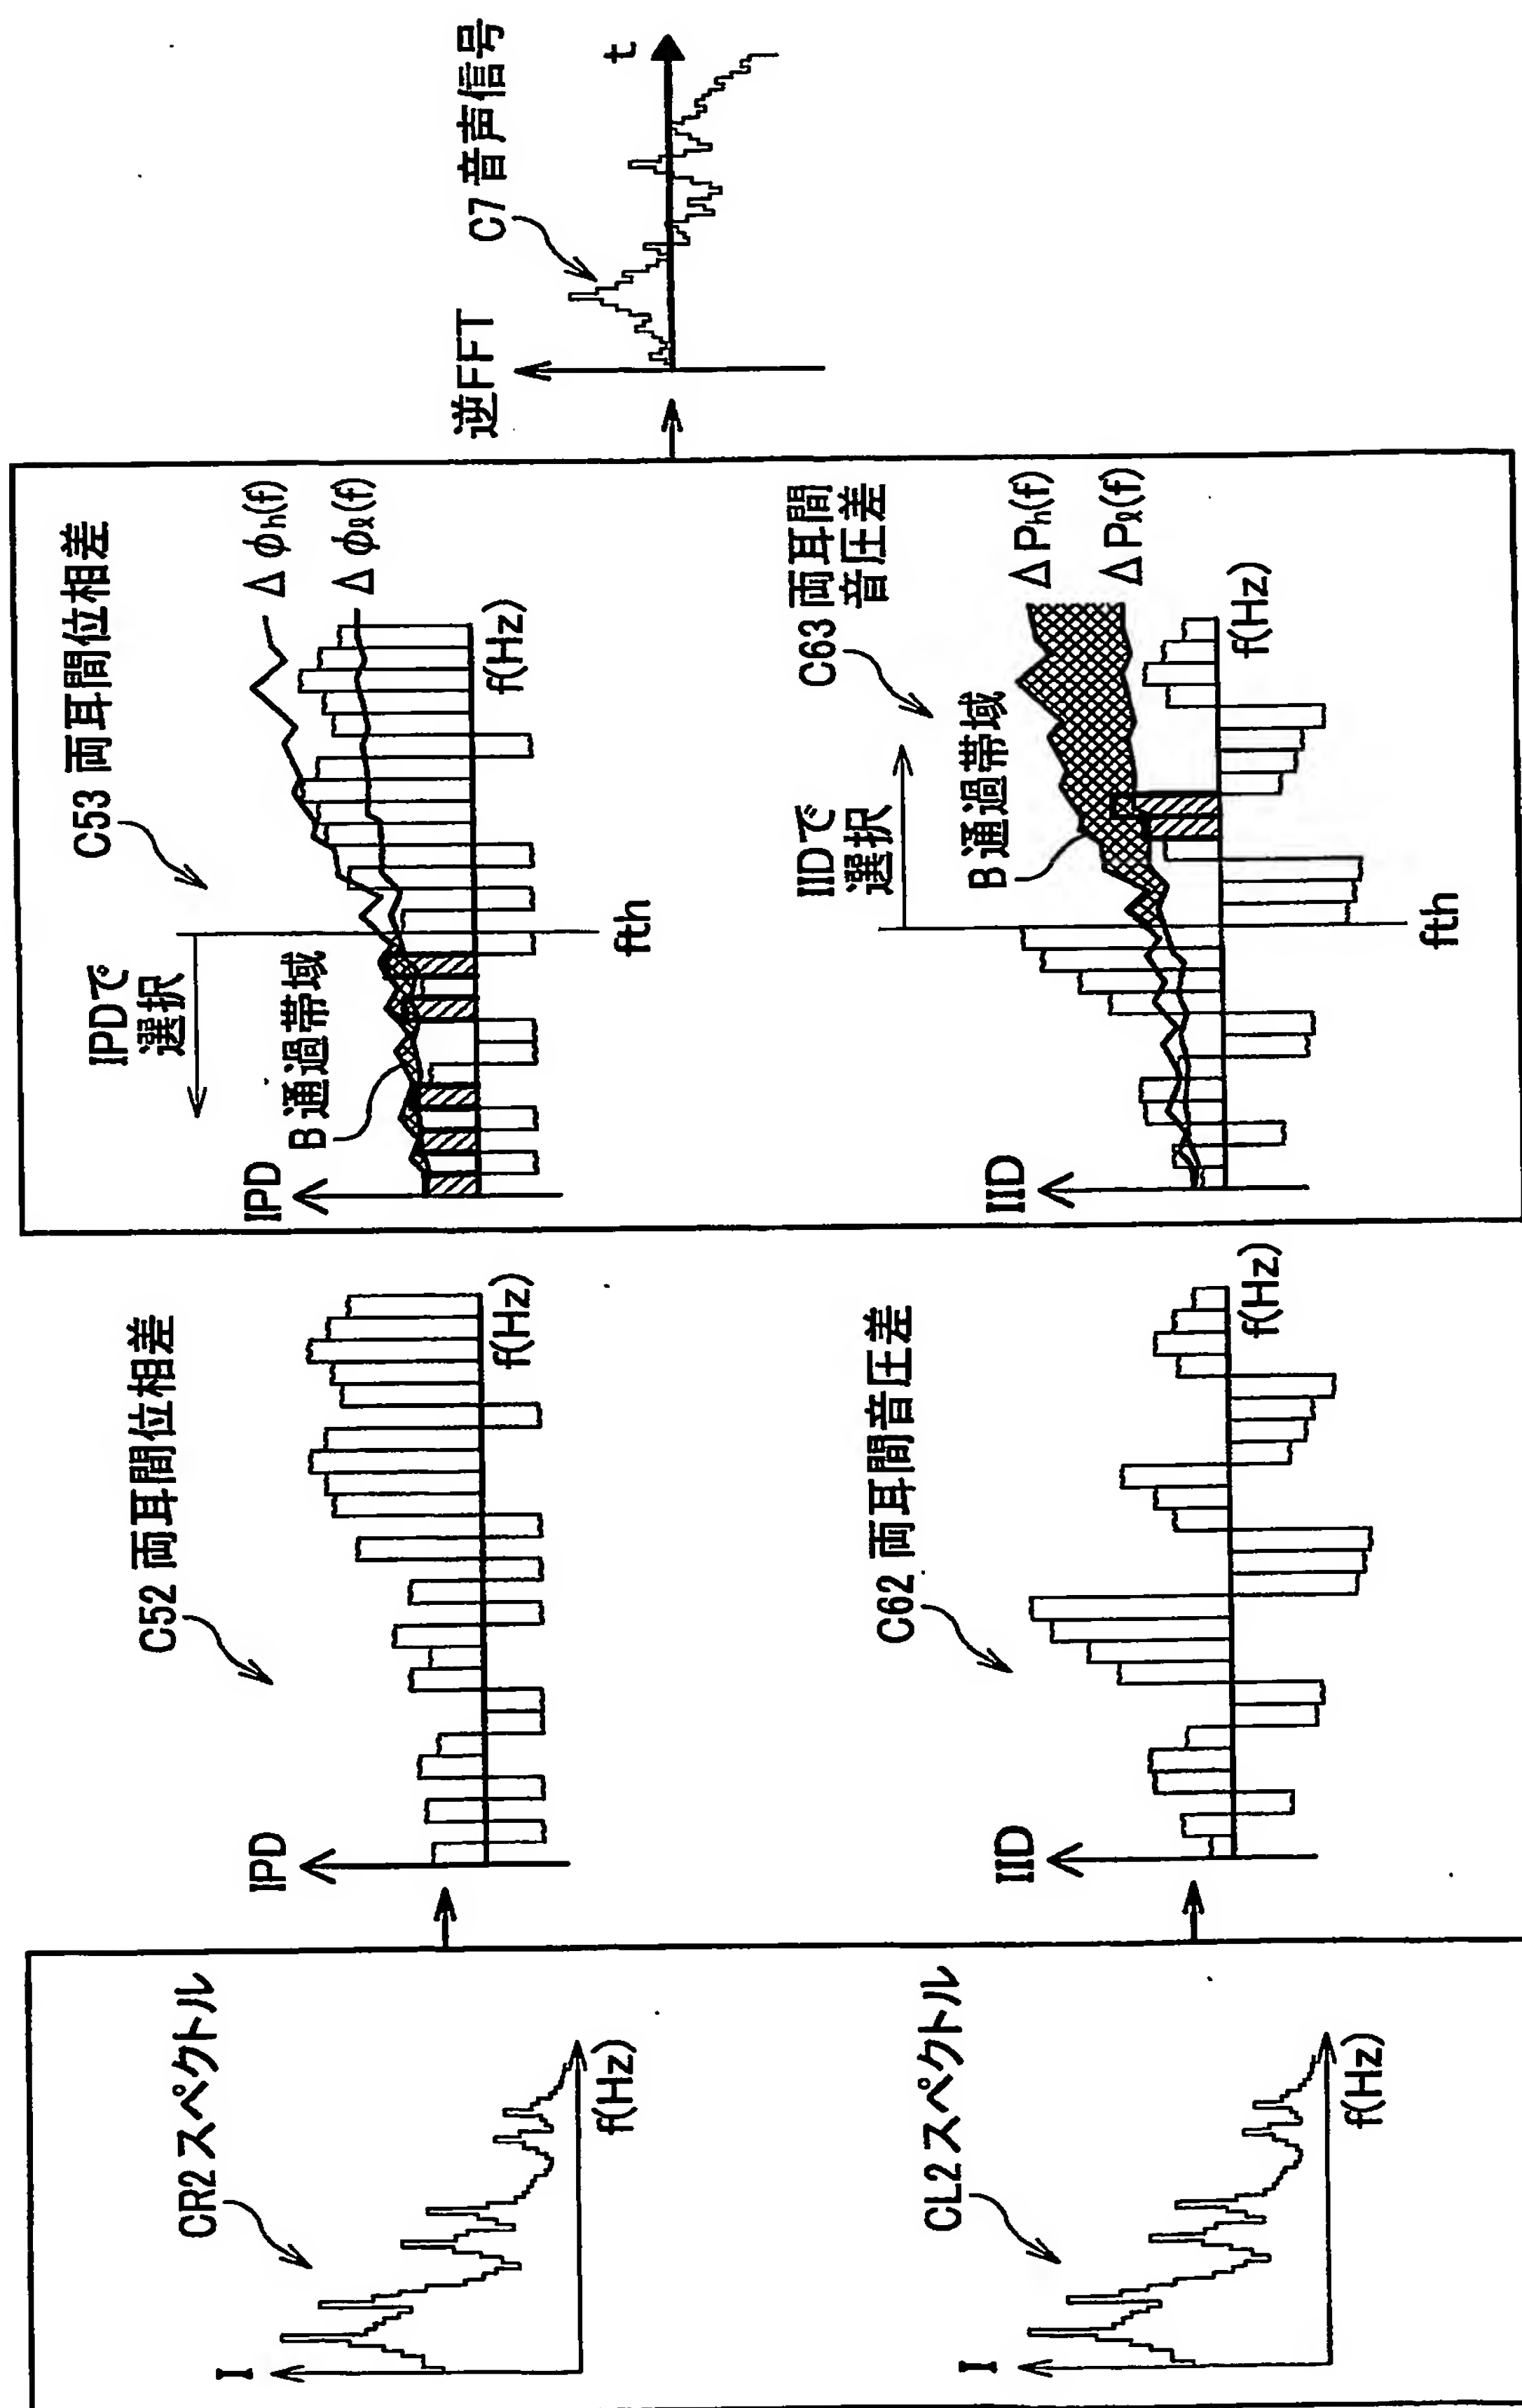 CR2 スペクトル
I
f(Hz)
CL2 スペクトル
I
f(Hz)
C52 両耳間位相差
IPD
f(Hz)
C62 両耳間音圧差
IID
f(Hz)
C53 両耳間位相差
IPDで
選択
B 通過帯域
Δφh(f)
Δφℓ(f)
IPD
fth
f(Hz)
C63 両耳間
音圧差
IIDで
選択
B 通過帯域
ΔPh(f)
ΔPℓ(f)
IID
fth
f(Hz)
逆FFT
C7 音声信号
t